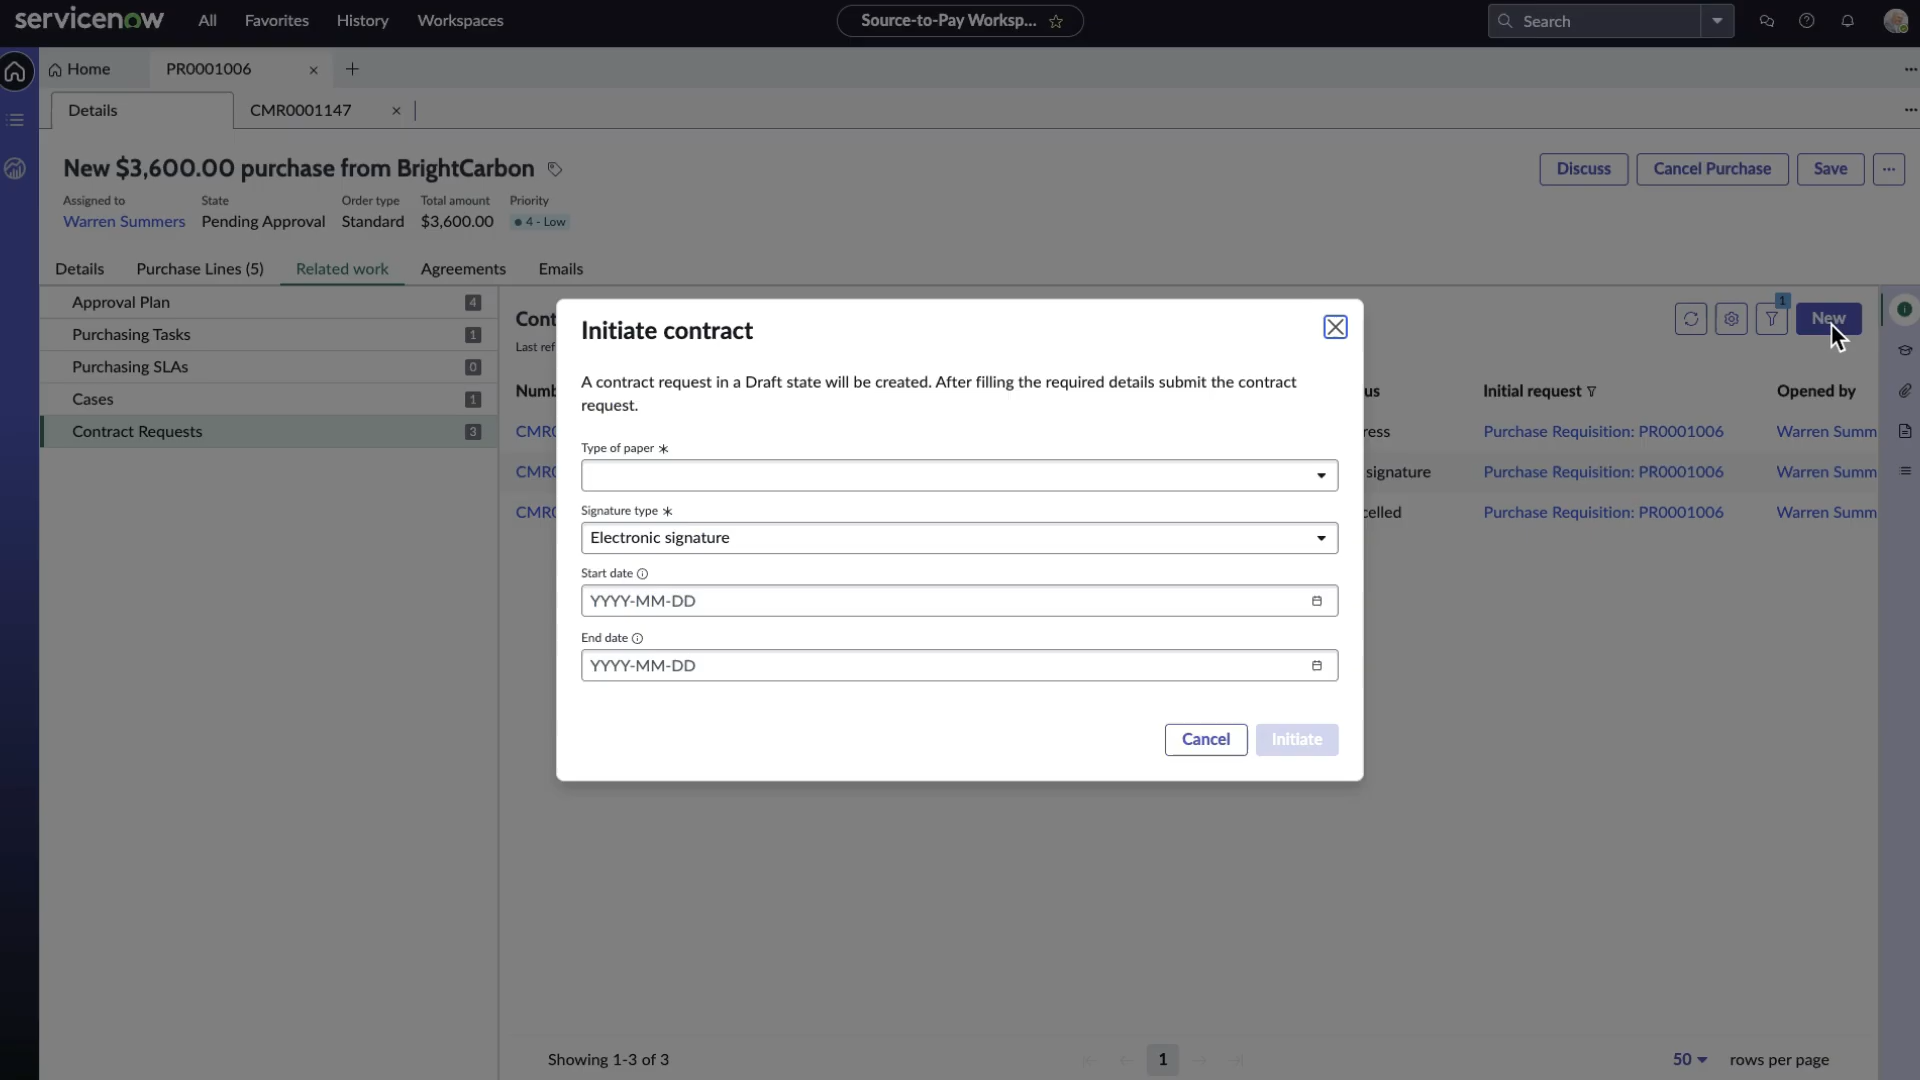 servicenow All Favorites History Workspaces Source-to-Pay Worksp... Search
Home PR0001006
Details CMR0001147
New $3,600.00 purchase from BrightCarbon Discuss Cancel Purchase Save
Assigned to State Order type Total amount Priority
Warren Summers Pending Approval Standard $3,600.00 4 - Low
Details Purchase Lines (5) Related work Agreements Emails
Approval Plan 4
Purchasing Tasks 1
Purchasing SLAs 0
Cases 1
Contract Requests 3
Cont 1 New
Last ref
Numb us Initial request Opened by
CMR0 ress Purchase Requisition: PR0001006 Warren Summ
CMR0 signature Purchase Requisition: PR0001006 Warren Summ
CMR0 celled Purchase Requisition: PR0001006 Warren Summ
Initiate contract
A contract request in a Draft state will be created. After filling the required details submit the contract
request.
Type of paper *
Signature type *
Electronic signature
Start date
YYYY-MM-DD
End date
YYYY-MM-DD
Cancel Initiate
Showing 1-3 of 3 1 50 rows per page